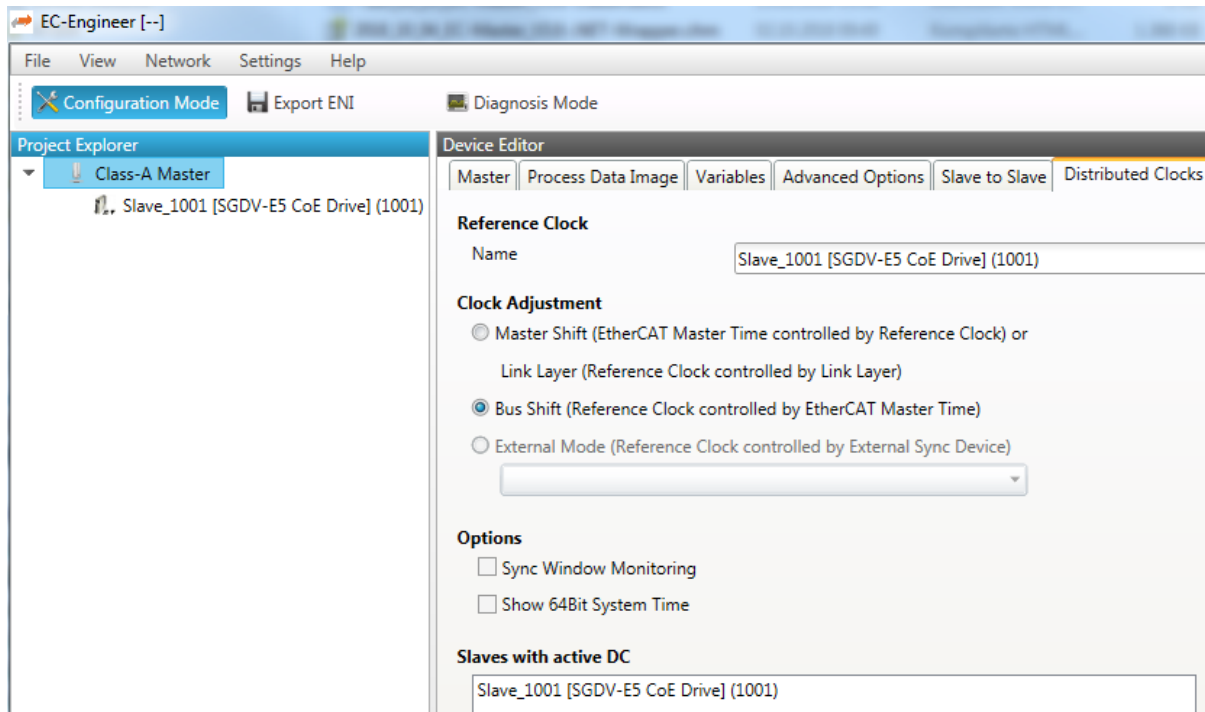 EC-Engineer [--]
File View Network Settings Help
Configuration Mode Export ENI Diagnosis Mode
Project Explorer
Class-A Master
Slave_1001 [SGDV-E5 CoE Drive] (1001)
Device Editor
Master Process Data Image Variables Advanced Options Slave to Slave Distributed Clocks
Reference Clock
Name Slave_1001 [SGDV-E5 CoE Drive] (1001)
Clock Adjustment
Master Shift (EtherCAT Master Time controlled by Reference Clock) or
Link Layer (Reference Clock controlled by Link Layer)
Bus Shift (Reference Clock controlled by EtherCAT Master Time)
External Mode (Reference Clock controlled by External Sync Device)
Options
Sync Window Monitoring
Show 64Bit System Time
Slaves with active DC
Slave_1001 [SGDV-E5 CoE Drive] (1001)